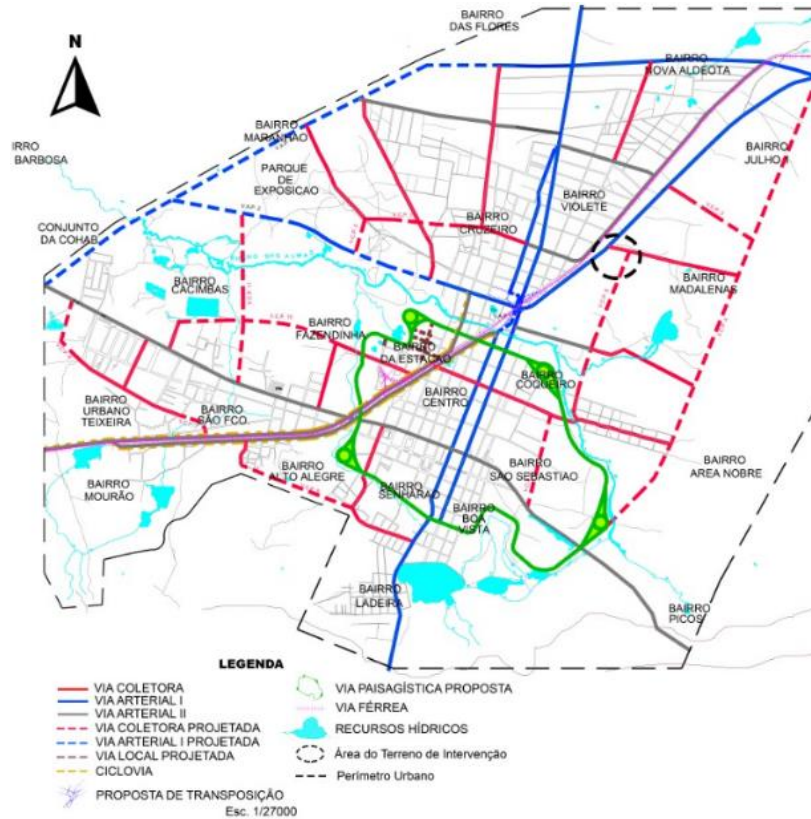 BAIRRO
DAS FLORES
N
BAIRRO
NOVA ALDEOTA
BAIRRO
MARANHÃO
IRRO
BARBOSA
PARQUE
DE
EXPOSICAO
BAIRRO
JULHO I
BAIRRO
VIOLETE
BAIRRO
CRUZEIRO
CONJUNTO
DA COHAB
BAIRRO
CACIMBAS
BAIRRO
MADALENAS
BAIRRO
FAZENDINHA
BAIRRO
DA ESTACAO
BAIRRO
COQUEIRO
BAIRRO
CENTRO
BAIRRO
URBANO
TEIXEIRA
BAIRRO
SÃO FCO.
BAIRRO
MOURÃO
BAIRRO
ALTO ALEGRE
BAIRRO
SENHARAO
BAIRRO
SÃO SEBASTIAO
BAIRRO
AREA NOBRE
BAIRRO
BOA
VISTA
BAIRRO
LADEIRA
BAIRRO
PICOS
LEGENDA
VIA COLETORA
VIA ARTERIAL I
VIA ARTERIAL II
VIA COLETORA PROJETADA
VIA ARTERIAL I PROJETADA
VIA LOCAL PROJETADA
CICLOVIA
PROPOSTA DE TRANSPOSIÇÃO
VIA PAISAGÍSTICA PROPOSTA
VIA FÉRREA
RECURSOS HÍDRICOS
Área do Terreno de Intervenção
Perímetro Urbano
Esc. 1/27000